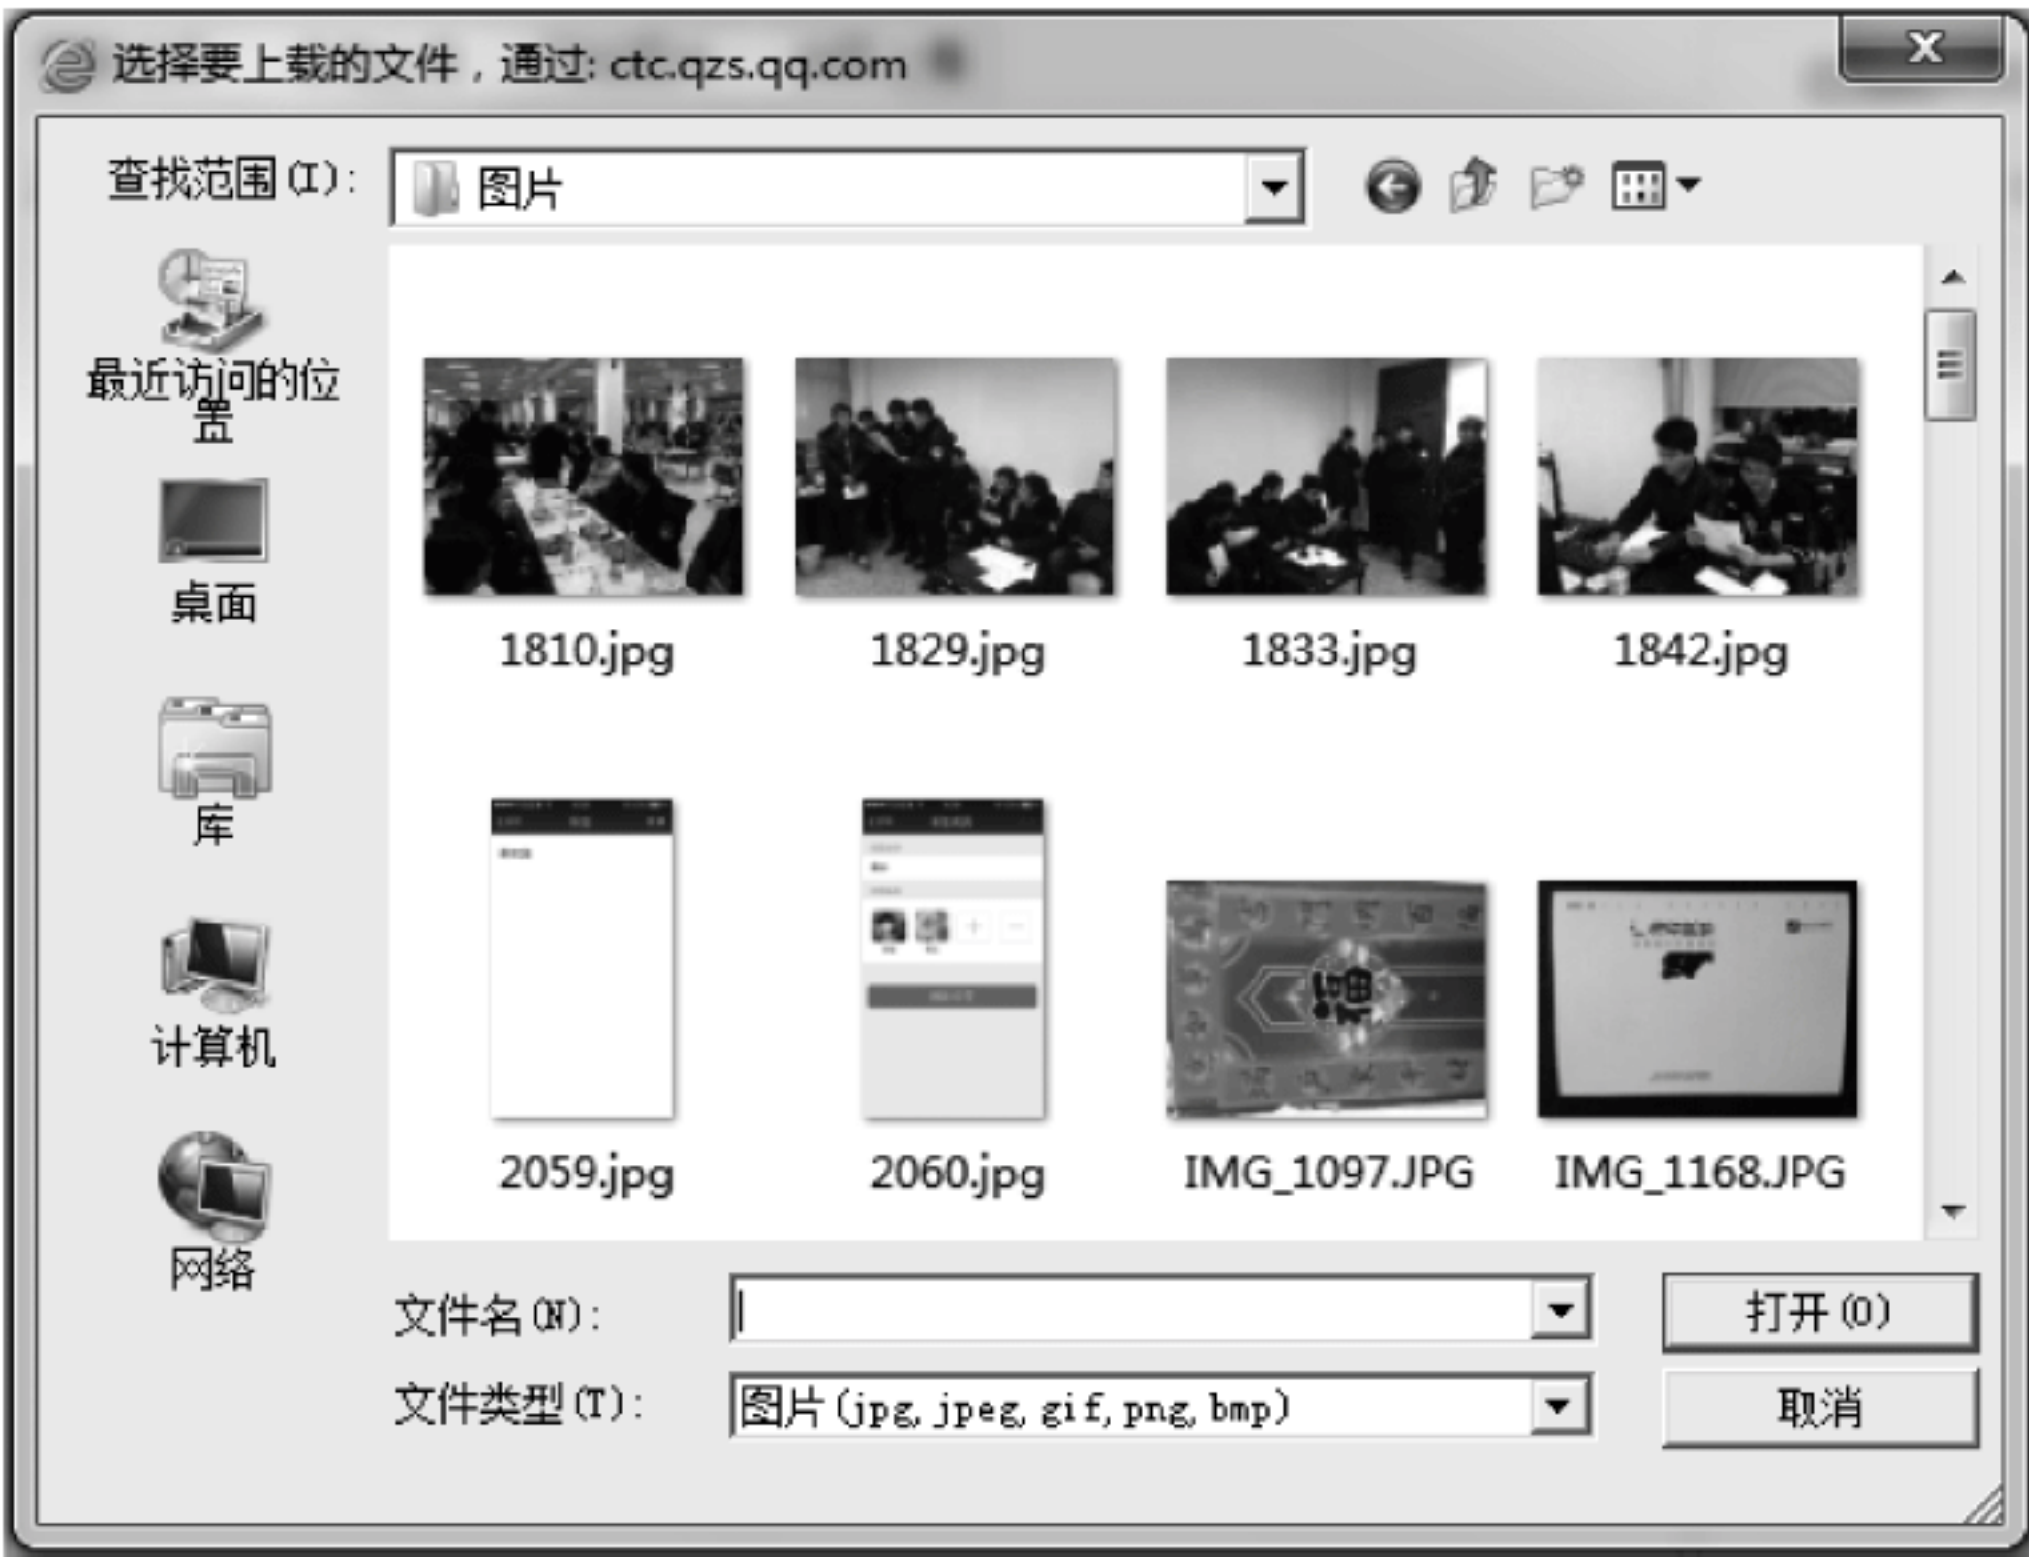 选择要上载的文件，通过: ctc.qzs.qq.com
查找范围(I):
图片
最近访问的位
置
桌面
库
计算机
网络
1810.jpg
1829.jpg
1833.jpg
1842.jpg
2059.jpg
2060.jpg
IMG_1097.JPG
IMG_1168.JPG
文件名(N):
打开(O)
文件类型(T):
图片(jpg,jpeg,gif,png,bmp)
取消